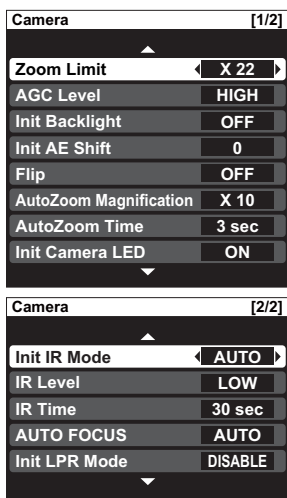 Camera [1/2]
Zoom Limit X 22
AGC Level HIGH
Init Backlight OFF
Init AE Shift 0
Flip OFF
AutoZoom Magnification X 10
AutoZoom Time 3 sec
Init Camera LED ON
Camera [2/2]
Init IR Mode AUTO
IR Level LOW
IR Time 30 sec
AUTO FOCUS AUTO
Init LPR Mode DISABLE